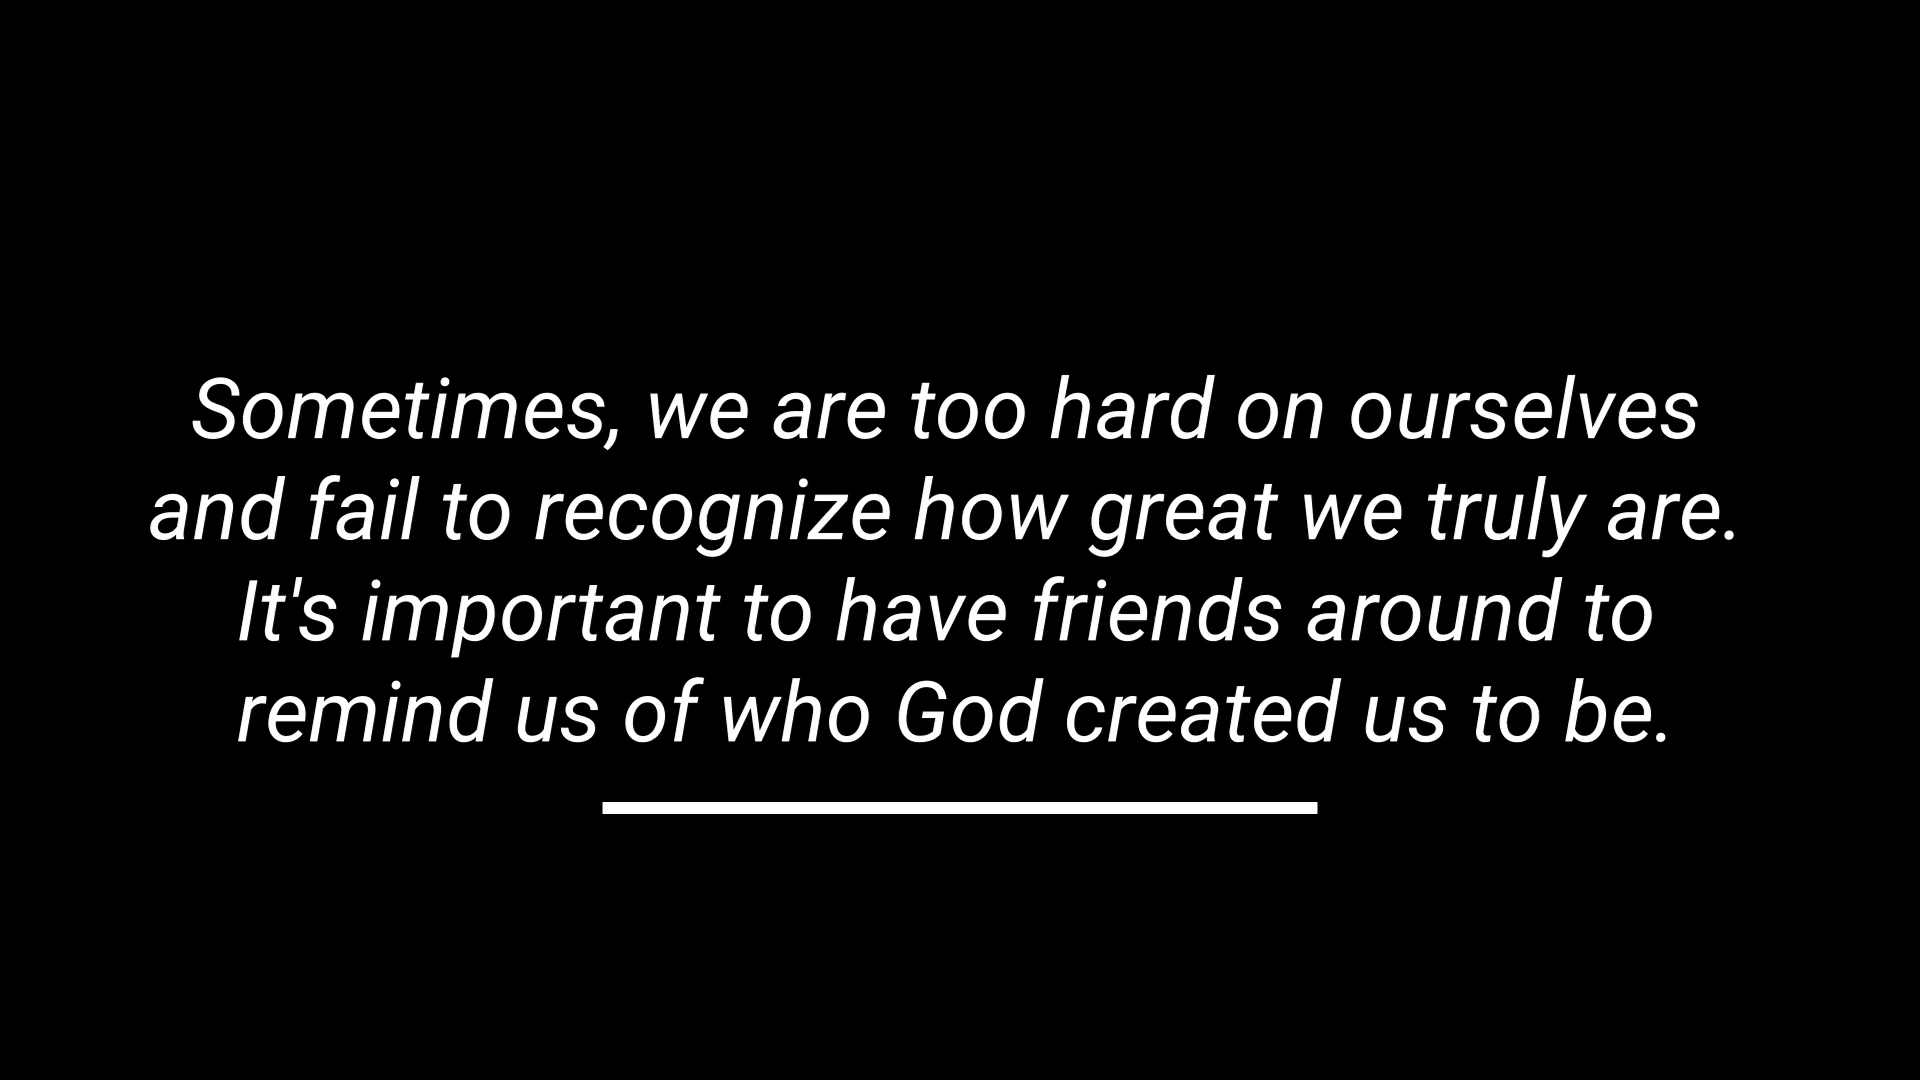 Sometimes, we are too hard on ourselves
and fail to recognize how great we truly are.
It's important to have friends around to
remind us of who God created us to be.